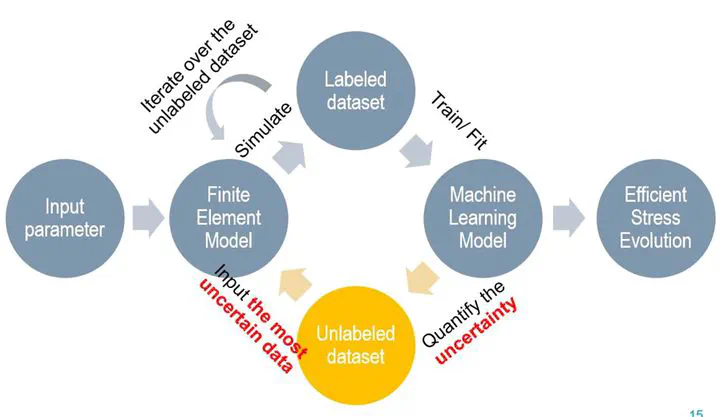 Iterate over the
unlabeled dataset
Simulate
Labeled
dataset
Train/ Fit
Input
parameter
Finite
Element
Model
Machine
Learning
Model
Efficient
Stress
Evolution
Input the most
uncertain data
Unlabeled
dataset
Quantify the
uncertainty
15